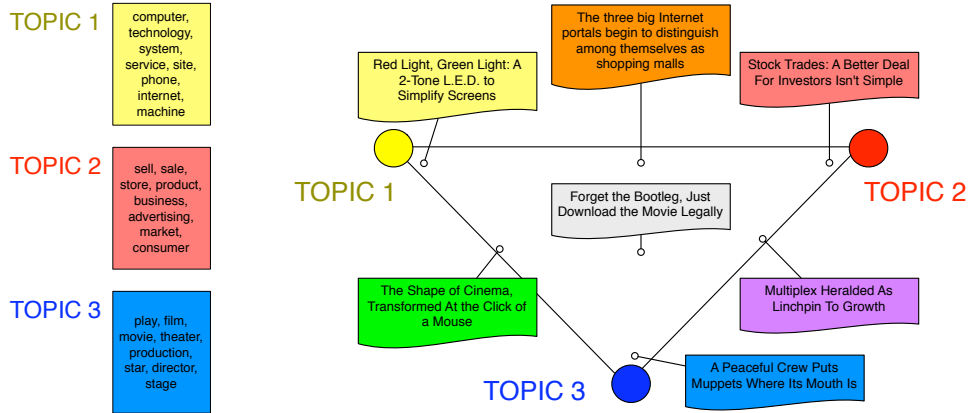 TOPIC 1
computer,
technology,
system,
service, site,
phone,
internet,
machine
TOPIC 2
sell, sale,
store, product,
business,
advertising,
market,
consumer
TOPIC 3
play, film,
movie, theater,
production,
star, director,
stage
Red Light, Green Light: A
2-Tone L.E.D. to
Simplify Screens
The three big Internet
portals begin to distinguish
among themselves as
shopping malls
Stock Trades: A Better Deal
For Investors Isn't Simple
TOPIC 1
TOPIC 2
Forget the Bootleg, Just
Download the Movie Legally
The Shape of Cinema,
Transformed At the Click of
a Mouse
Multiplex Heralded As
Linchpin To Growth
TOPIC 3
A Peaceful Crew Puts
Muppets Where Its Mouth Is